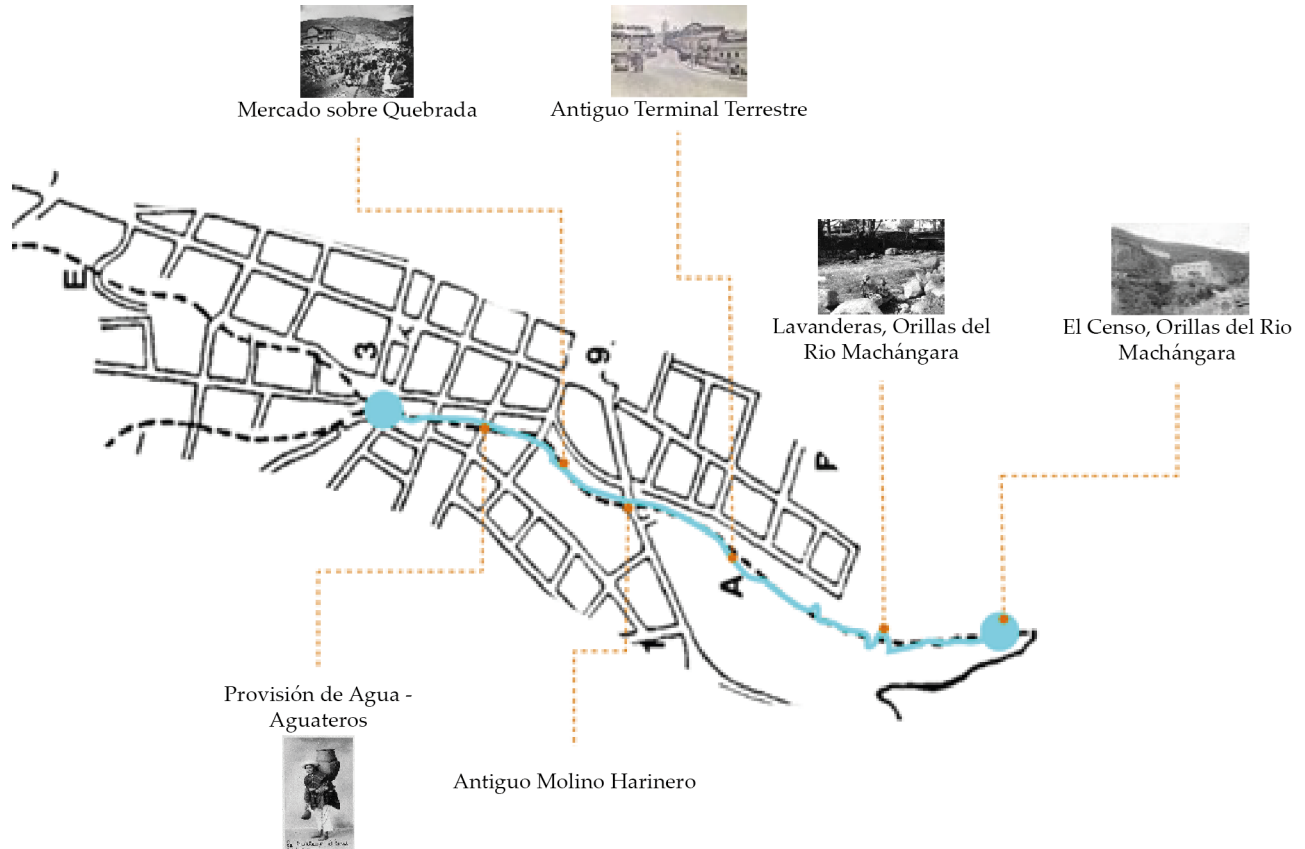 Mercado sobre Quebrada
Antiguo Terminal Terrestre
Lavanderas, Orillas del
Rio Machángara
El Censo, Orillas del Rio
Machángara
E
3
9.
F
A
1
Provisión de Agua -
Aguateros
Antiguo Molino Harinero